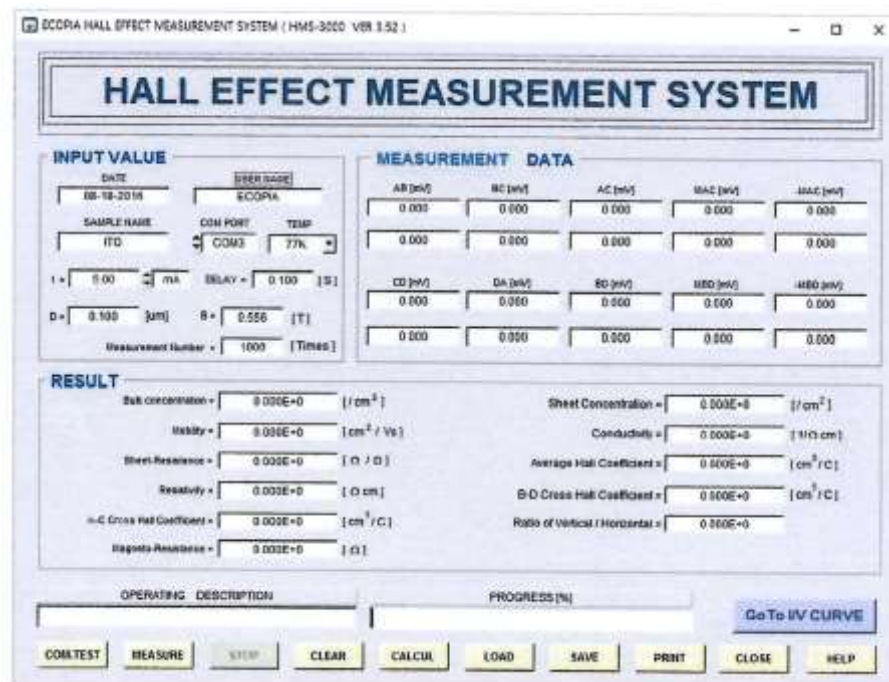 ECOPIA HALL EFFECT MEASUREMENT SYSTEM ( HMS-3000 VER 3.52 )
HALL EFFECT MEASUREMENT SYSTEM
INPUT VALUE
DATE USER NAME
08-18-2016 ECOPIA
SAMPLE NAME COM PORT TEMP
ITO COM3 77K
I = 5.00 mA DELAY = 0.100 [S]
D = 0.100 [um] B = 0.556 [T]
Measurement Number = 1000 [Times]
MEASUREMENT DATA
AB [mV] BC [mV] AC [mV] MAC [mV] -MAC [mV]
0.000 0.000 0.000 0.000 0.000
0.000 0.000 0.000 0.000 0.000
CD [mV] DA [mV] BD [mV] MBD [mV] -MBD [mV]
0.000 0.000 0.000 0.000 0.000
0.000 0.000 0.000 0.000 0.000
RESULT
Bulk concentration = 0.000E+0 [/ cm³]
Mobility = 0.000E+0 [cm² / Vs]
Sheet Resistance = 0.000E+0 [Ω / □]
Resistivity = 0.000E+0 [Ω cm]
A-C Cross Hall Coefficient = 0.000E+0 [cm³ / C]
Magneto-Resistance = 0.000E+0 [Ω]
Sheet Concentration = 0.000E+0 [/ cm²]
Conductivity = 0.000E+0 [1/Ω cm]
Average Hall Coefficient = 0.000E+0 [cm³ / C]
B-D Cross Hall Coefficient = 0.000E+0 [cm³ / C]
Ratio of Vertical / Horizontal = 0.000E+0
OPERATING DESCRIPTION PROGRESS [%]
Go To I/V CURVE
COM.TEST MEASURE STOP CLEAR CALCUL LOAD SAVE PRINT CLOSE HELP